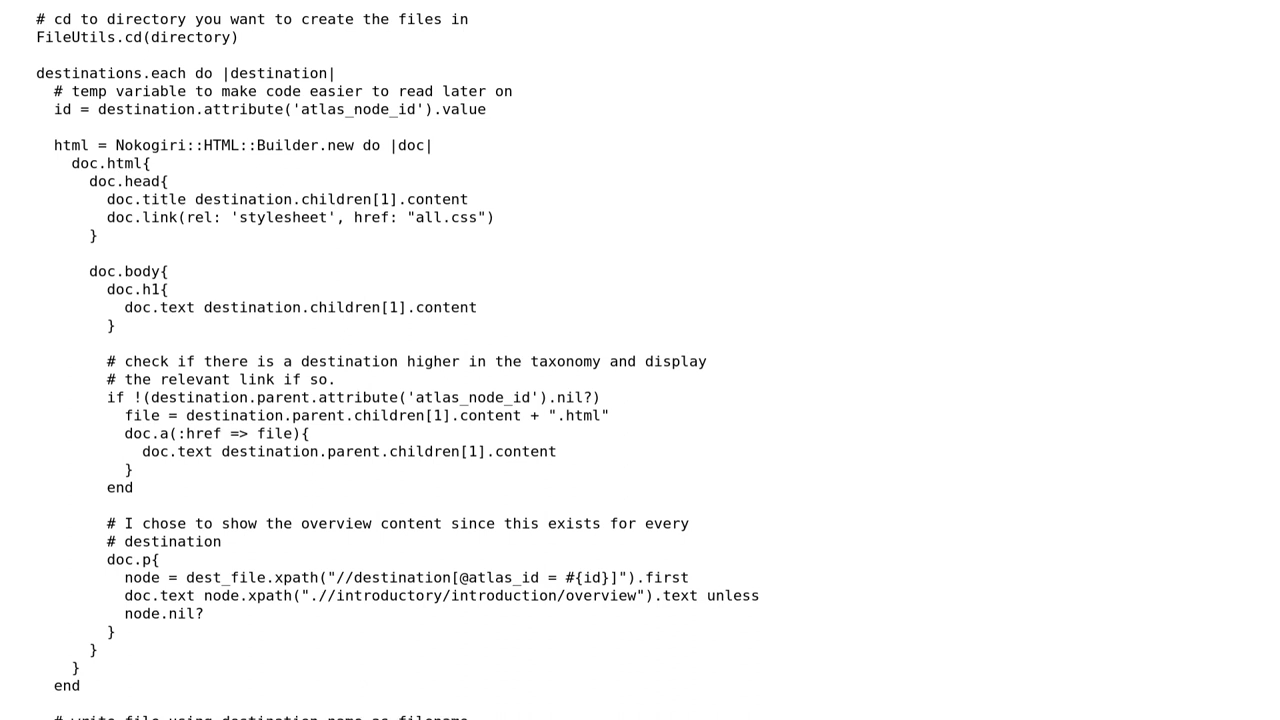 # cd to directory you want to create the files in
FileUtils.cd(directory)

destinations.each do |destination|
  # temp variable to make code easier to read later on
  id = destination.attribute('atlas_node_id').value

  html = Nokogiri::HTML::Builder.new do |doc|
    doc.html{
      doc.head{
        doc.title destination.children[1].content
        doc.link(rel: 'stylesheet', href: "all.css")
      }

      doc.body{
        doc.h1{
          doc.text destination.children[1].content
        }

        # check if there is a destination higher in the taxonomy and display
        # the relevant link if so.
        if !(destination.parent.attribute('atlas_node_id').nil?)
          file = destination.parent.children[1].content + ".html"
          doc.a(:href => file){
            doc.text destination.parent.children[1].content
          }
        end

        # I chose to show the overview content since this exists for every
        # destination
        doc.p{
          node = dest_file.xpath("//destination[@atlas_id = #{id}]").first
          doc.text node.xpath(".//introductory/introduction/overview").text unless
          node.nil?
        }
      }
    }
  end

  # write file using destination name as filename